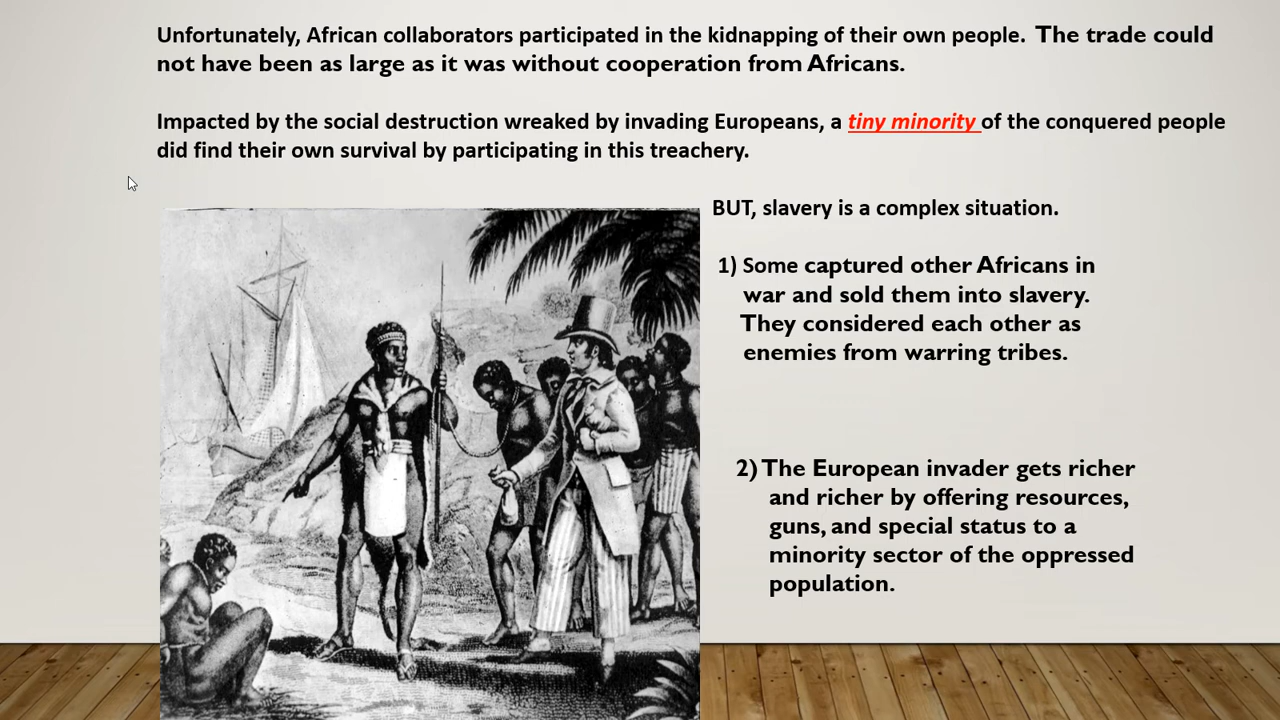 Unfortunately, African collaborators participated in the kidnapping of their own people. The trade could
not have been as large as it was without cooperation from Africans.
Impacted by the social destruction wreaked by invading Europeans, a tiny minority of the conquered people
did find their own survival by participating in this treachery.
BUT, slavery is a complex situation.
1) Some captured other Africans in
war and sold them into slavery.
They considered each other as
enemies from warring tribes.
2) The European invader gets richer
and richer by offering resources,
guns, and special status to a
minority sector of the oppressed
population.